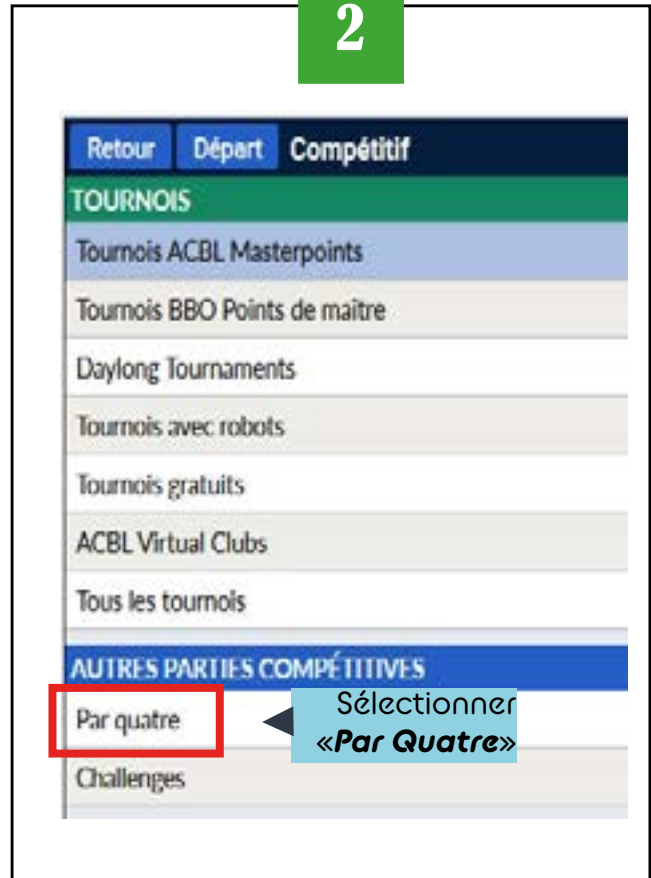 2
Retour Départ Compétitif
TOURNOIS
Tournois ACBL Masterpoints
Tournois BBO Points de maître
Daylong Tournaments
Tournois avec robots
Tournois gratuits
ACBL Virtual Clubs
Tous les tournois
AUTRES PARTIES COMPÉTITIVES
Par quatre
Sélectionner
«Par Quatre»
Challenges